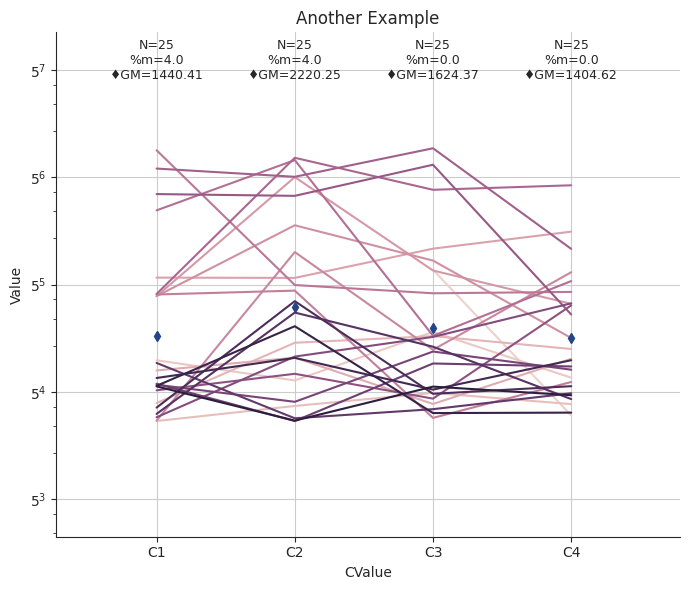 Another Example
N=25 N=25 N=25 N=25
%m=4.0 %m=4.0 %m=0.0 %m=0.0
♦GM=1440.41 ♦GM=2220.25 ♦GM=1624.37 ♦GM=1404.62
5⁷
5⁶
5⁵
5⁴
5³
Value
C1 C2 C3 C4
CValue